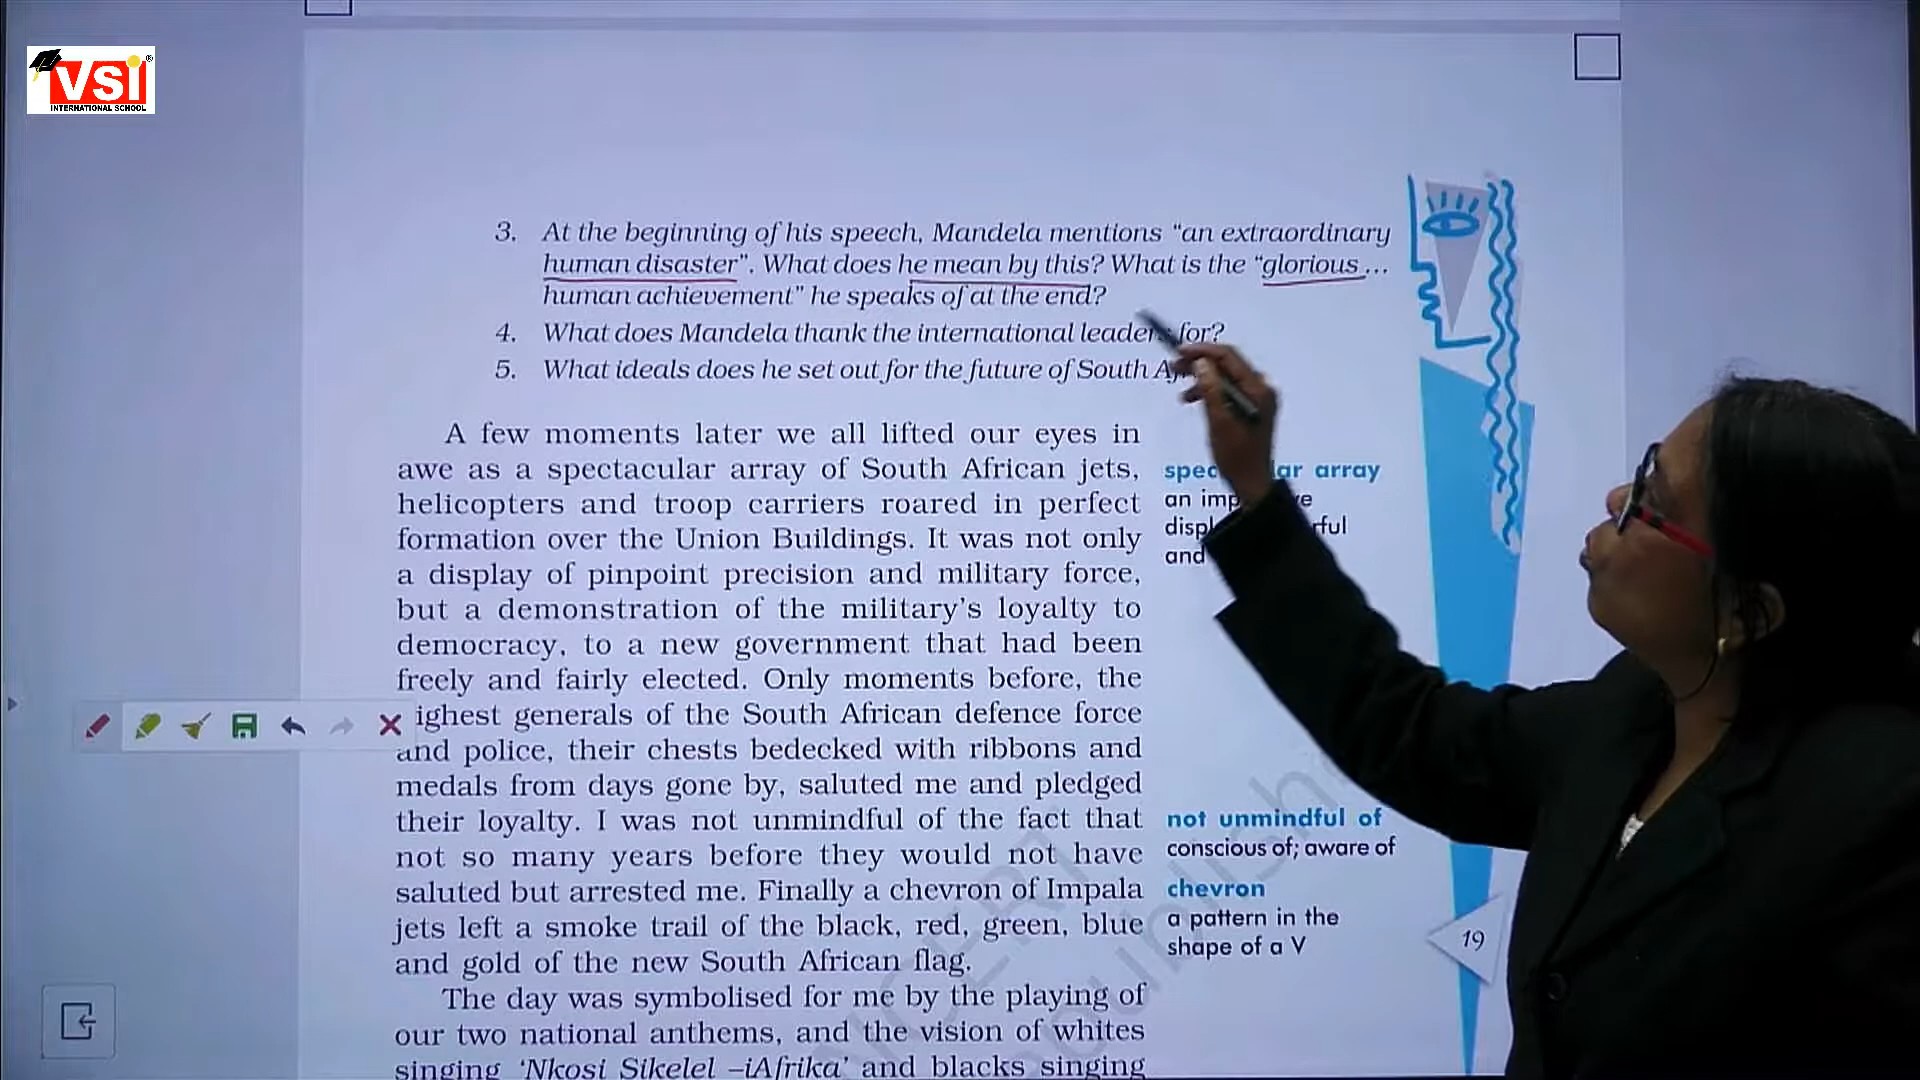 VSI
INTERNATIONAL SCHOOL
3. At the beginning of his speech, Mandela mentions “an extraordinary
human disaster”. What does he mean by this? What is the “glorious ...
human achievement” he speaks of at the end?
4. What does Mandela thank the international leaders for?
5. What ideals does he set out for the future of South
A few moments later we all lifted our eyes in
awe as a spectacular array of South African jets,
helicopters and troop carriers roared in perfect
formation over the Union Buildings. It was not only
a display of pinpoint precision and military force,
but a demonstration of the military’s loyalty to
democracy, to a new government that had been
freely and fairly elected. Only moments before, the
ighest generals of the South African defence force
and police, their chests bedecked with ribbons and
medals from days gone by, saluted me and pledged
their loyalty. I was not unmindful of the fact that
not so many years before they would not have
saluted but arrested me. Finally a chevron of Impala
jets left a smoke trail of the black, red, green, blue
and gold of the new South African flag.
The day was symbolised for me by the playing of
our two national anthems, and the vision of whites
singing ‘Nkosi Sikelel –iAfrika’ and blacks singing
array
an
and
not unmindful of
conscious of; aware of
chevron
a pattern in the
shape of a V
19